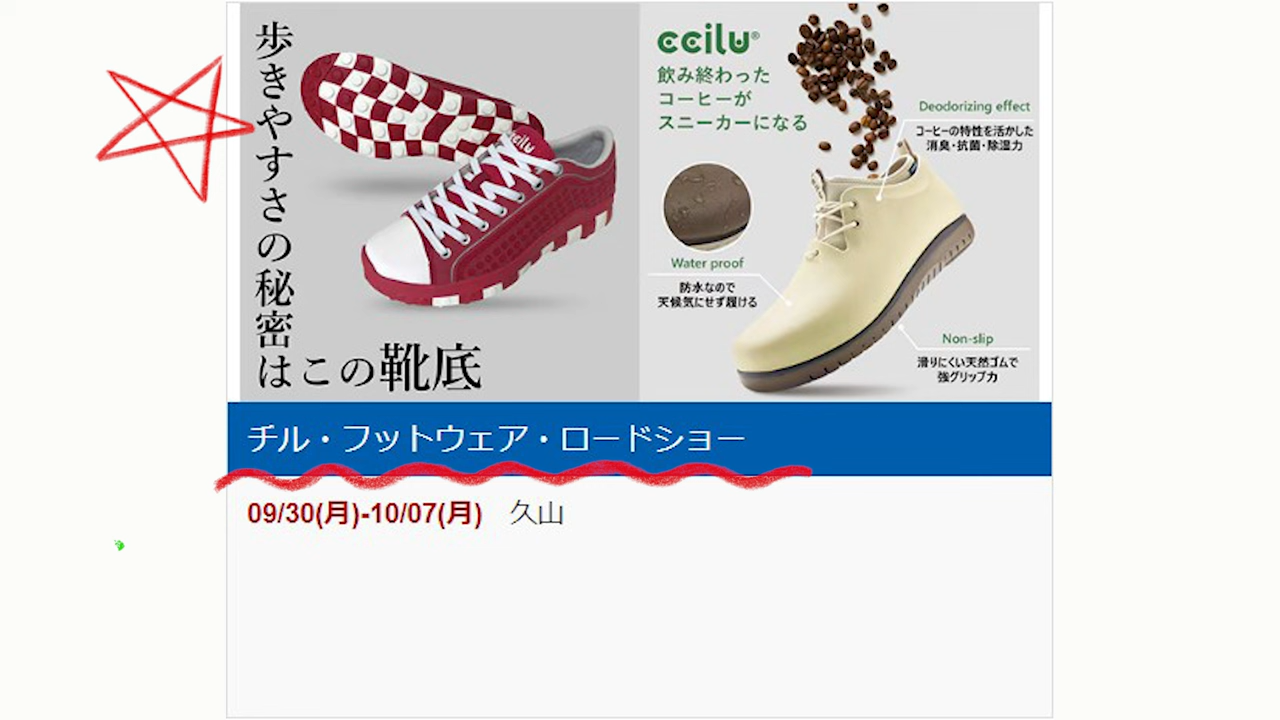 歩きやすさの秘密は
この靴底
ccilu
ccilu®
飲み終わった
コーヒーが
スニーカーになる
Deodorizing effect
コーヒーの特性を活かした
消臭・抗菌・除湿力
Water proof
防水なので
天候気にせず履ける
Non-slip
滑りにくい天然ゴムで
強グリップ力
チル・フットウェア・ロードショー
09/30(月)-10/07(月) 久山